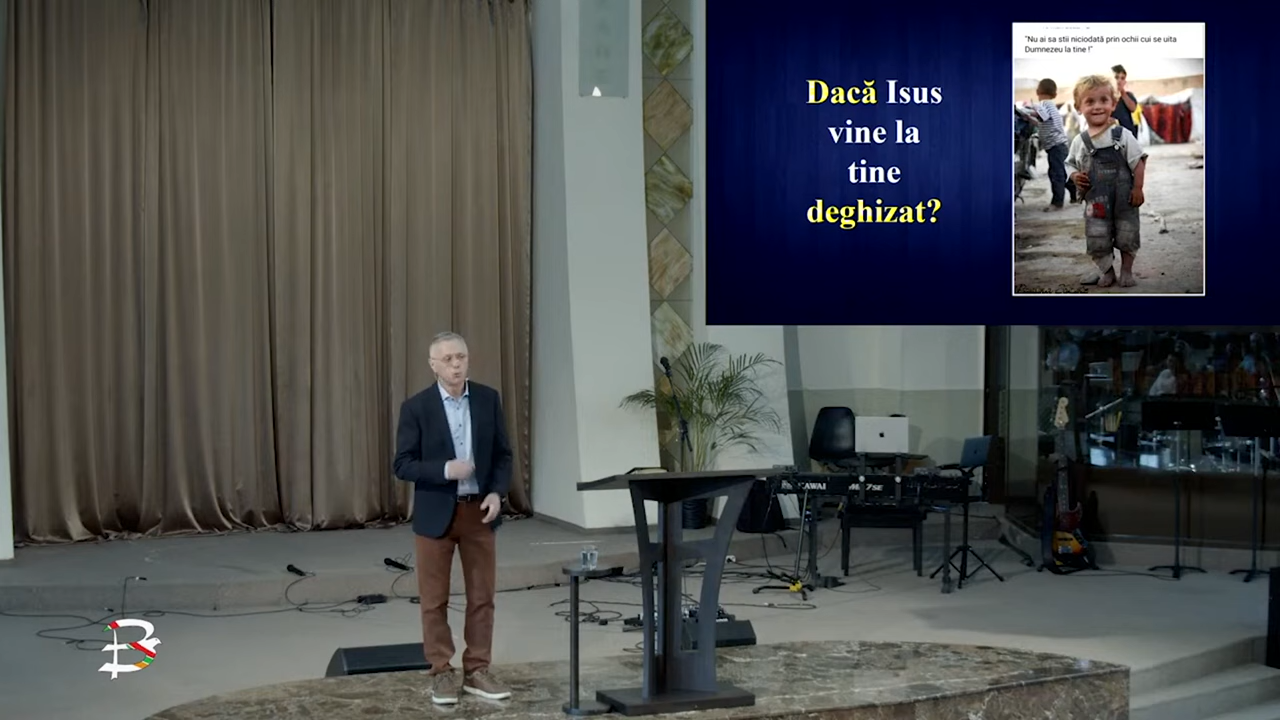 "Nu ai sa stii niciodată prin ochii cui se uita
Dumnezeu la tine !"
Dacă Isus
vine la
tine
deghizat?
KAWAI
B